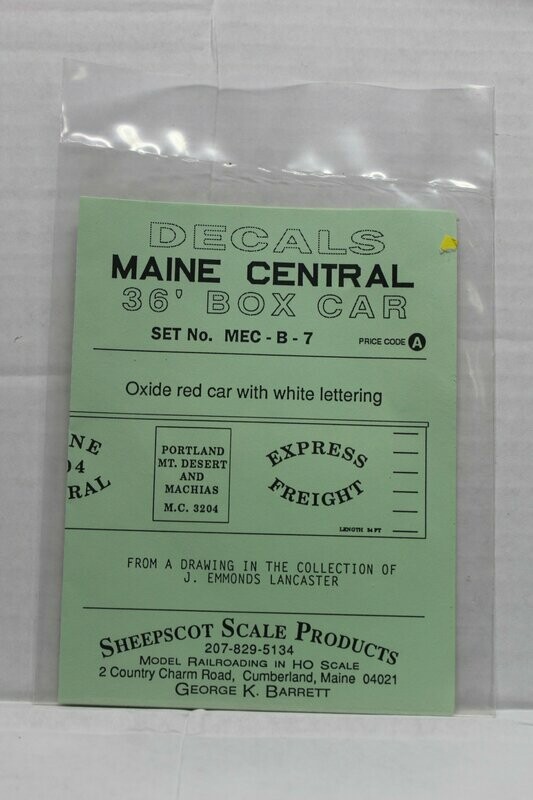 DECALS
MAINE CENTRAL
36' BOX CAR
SET No. MEC - B - 7
PRICE CODE A
Oxide red car with white lettering
NE
04
RAL
PORTLAND
MT. DESERT
AND
MACHIAS
M.C. 3204
EXPRESS
FREIGHT
LENGTH 34 FT
FROM A DRAWING IN THE COLLECTION OF
J. EMMONDS LANCASTER
SHEEPSCOT SCALE PRODUCTS
207-829-5134
MODEL RAILROADING IN HO SCALE
2 Country Charm Road, Cumberland, Maine 04021
GEORGE K. BARRETT